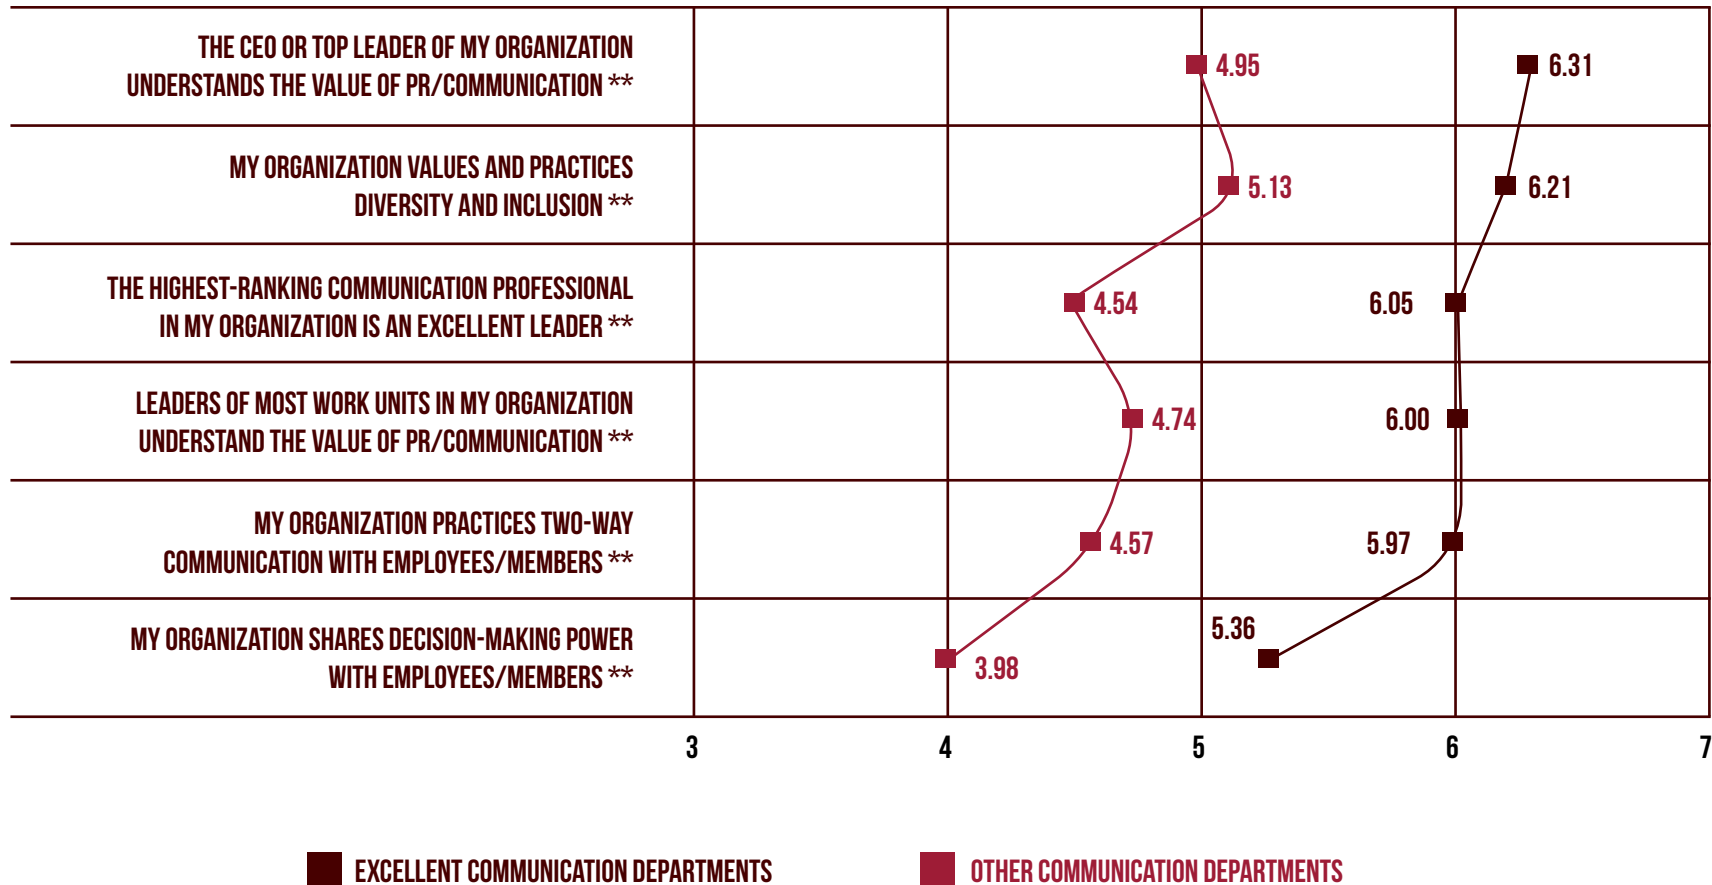 THE CEO OR TOP LEADER OF MY ORGANIZATION
UNDERSTANDS THE VALUE OF PR/COMMUNICATION **
4.95
6.31
MY ORGANIZATION VALUES AND PRACTICES
DIVERSITY AND INCLUSION **
5.13
6.21
THE HIGHEST-RANKING COMMUNICATION PROFESSIONAL
IN MY ORGANIZATION IS AN EXCELLENT LEADER **
4.54
6.05
LEADERS OF MOST WORK UNITS IN MY ORGANIZATION
UNDERSTAND THE VALUE OF PR/COMMUNICATION **
4.74
6.00
MY ORGANIZATION PRACTICES TWO-WAY
COMMUNICATION WITH EMPLOYEES/MEMBERS **
4.57
5.97
MY ORGANIZATION SHARES DECISION-MAKING POWER
WITH EMPLOYEES/MEMBERS **
3.98
5.36
3 4 5 6 7
EXCELLENT COMMUNICATION DEPARTMENTS
OTHER COMMUNICATION DEPARTMENTS